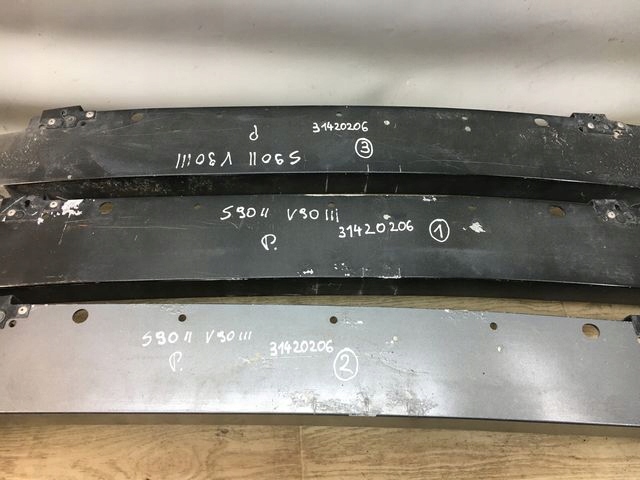 31420206
P
③
S90 II V90 III
S90 II V90 III
31420206 ①
P.
S90 II V90 III
31420206 ②
P.